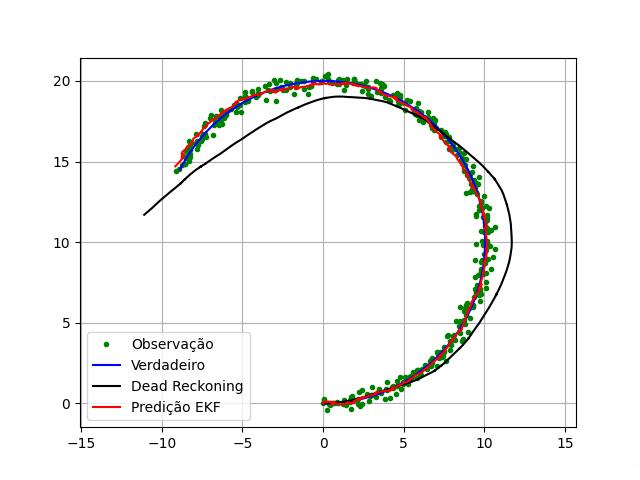 20
15
10
5
0
Observação
Verdadeiro
Dead Reckoning
Predição EKF
−15 −10 −5 0 5 10 15